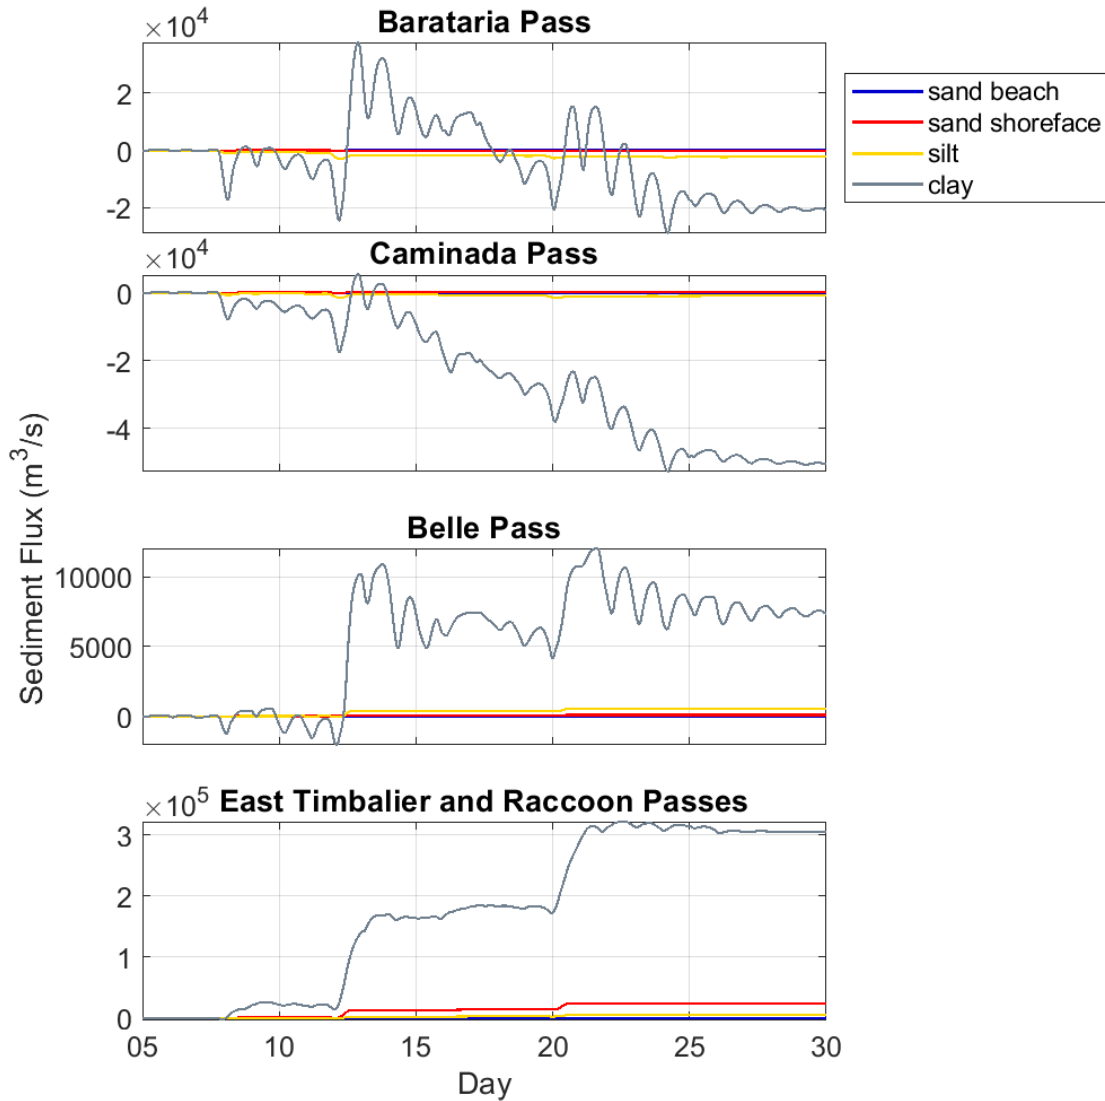 ×10⁴ Barataria Pass
2
0
-2
sand beach
sand shoreface
silt
clay
×10⁴ Caminada Pass
0
-2
-4
Sediment Flux (m³/s)
Belle Pass
10000
5000
0
×10⁵ East Timbalier and Raccoon Passes
3
2
1
0
05 10 15 20 25 30
Day